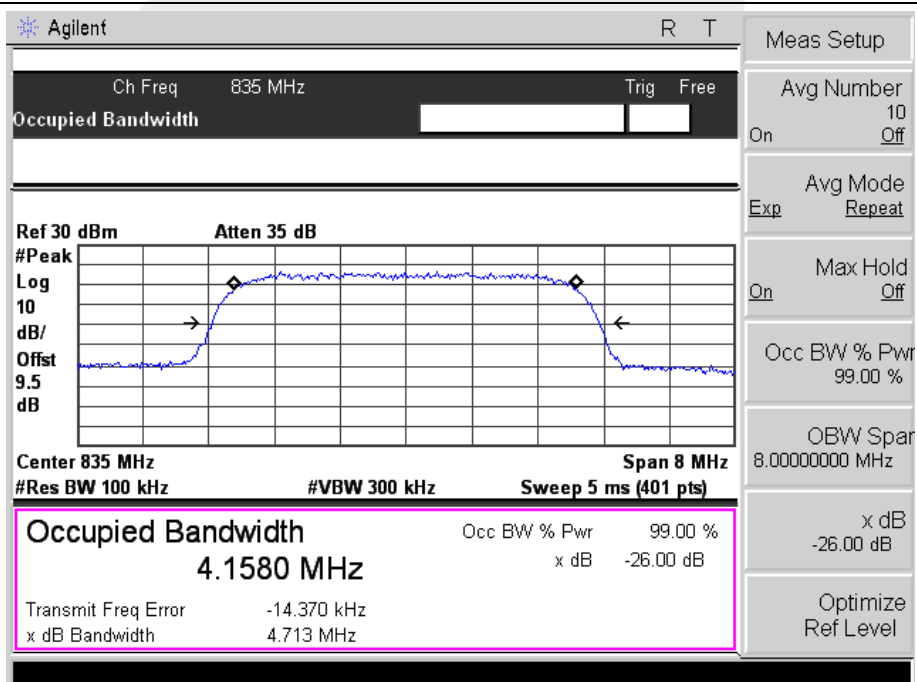 Agilent R T
Meas Setup
Ch Freq 835 MHz Trig Free
Occupied Bandwidth
Avg Number
10
On Off
Avg Mode
Exp Repeat
Ref 30 dBm Atten 35 dB
#Peak
Log
10
dB/
Offst
9.5
dB
Max Hold
On Off
Occ BW % Pwr
99.00 %
Center 835 MHz Span 8 MHz
#Res BW 100 kHz #VBW 300 kHz Sweep 5 ms (401 pts)
OBW Span
8.00000000 MHz
Occupied Bandwidth Occ BW % Pwr 99.00 %
4.1580 MHz x dB -26.00 dB
Transmit Freq Error -14.370 kHz
x dB Bandwidth 4.713 MHz
x dB
-26.00 dB
Optimize
Ref Level